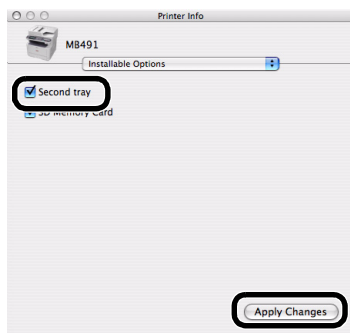 Printer Info
MB491
Installable Options
Second tray
SD Memory Card
Apply Changes